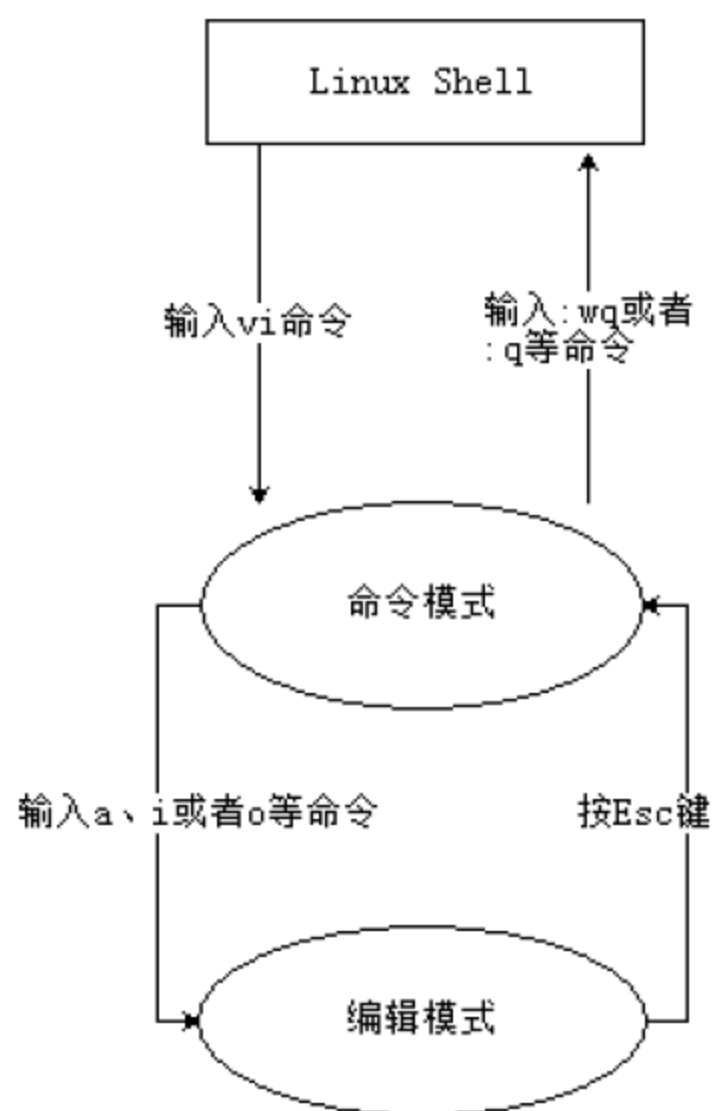 Linux Shell
输入vi命令
输入:wq或者
:q等命令
命令模式
输入a、i或者o等命令
按Esc键
编辑模式